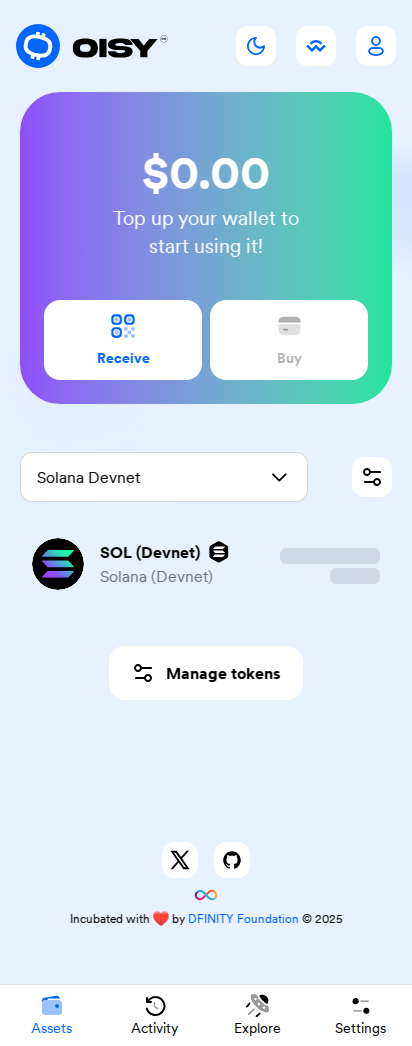 OISY
$0.00
Top up your wallet to
start using it!
Receive
Buy
Solana Devnet
SOL (Devnet)
Solana (Devnet)
Manage tokens
Incubated with ❤️ by DFINITY Foundation © 2025
Assets
Activity
Explore
Settings